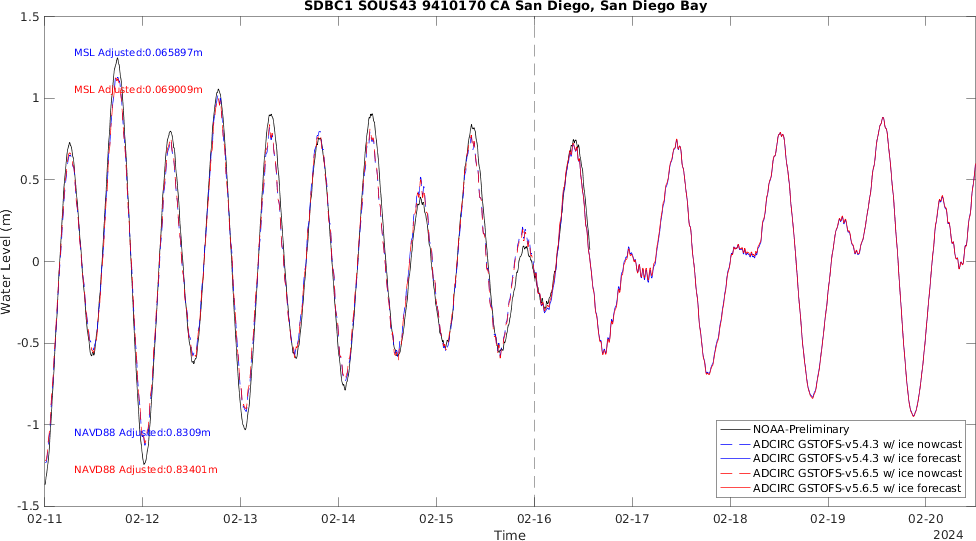 SDBC1 SOUS43 9410170 CA San Diego, San Diego Bay
1.5
MSL Adjusted:0.065897m
MSL Adjusted:0.069009m
1
0.5
Water Level (m)
0
-0.5
-1
NAVD88 Adjusted:0.8309m
NAVD88 Adjusted:0.83401m
-1.5
NOAA-Preliminary
ADCIRC GSTOFS-v5.4.3 w/ ice nowcast
ADCIRC GSTOFS-v5.4.3 w/ ice forecast
ADCIRC GSTOFS-v5.6.5 w/ ice nowcast
ADCIRC GSTOFS-v5.6.5 w/ ice forecast
02-11 02-12 02-13 02-14 02-15 02-16 02-17 02-18 02-19 02-20
Time
2024